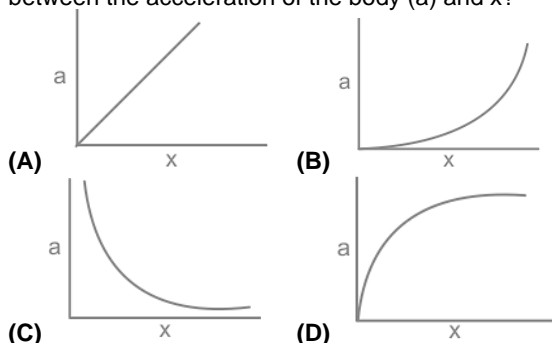 between the acceleration of the body (a) and x?
a
a
(A) x (B) x
a
a
(C) x (D) x